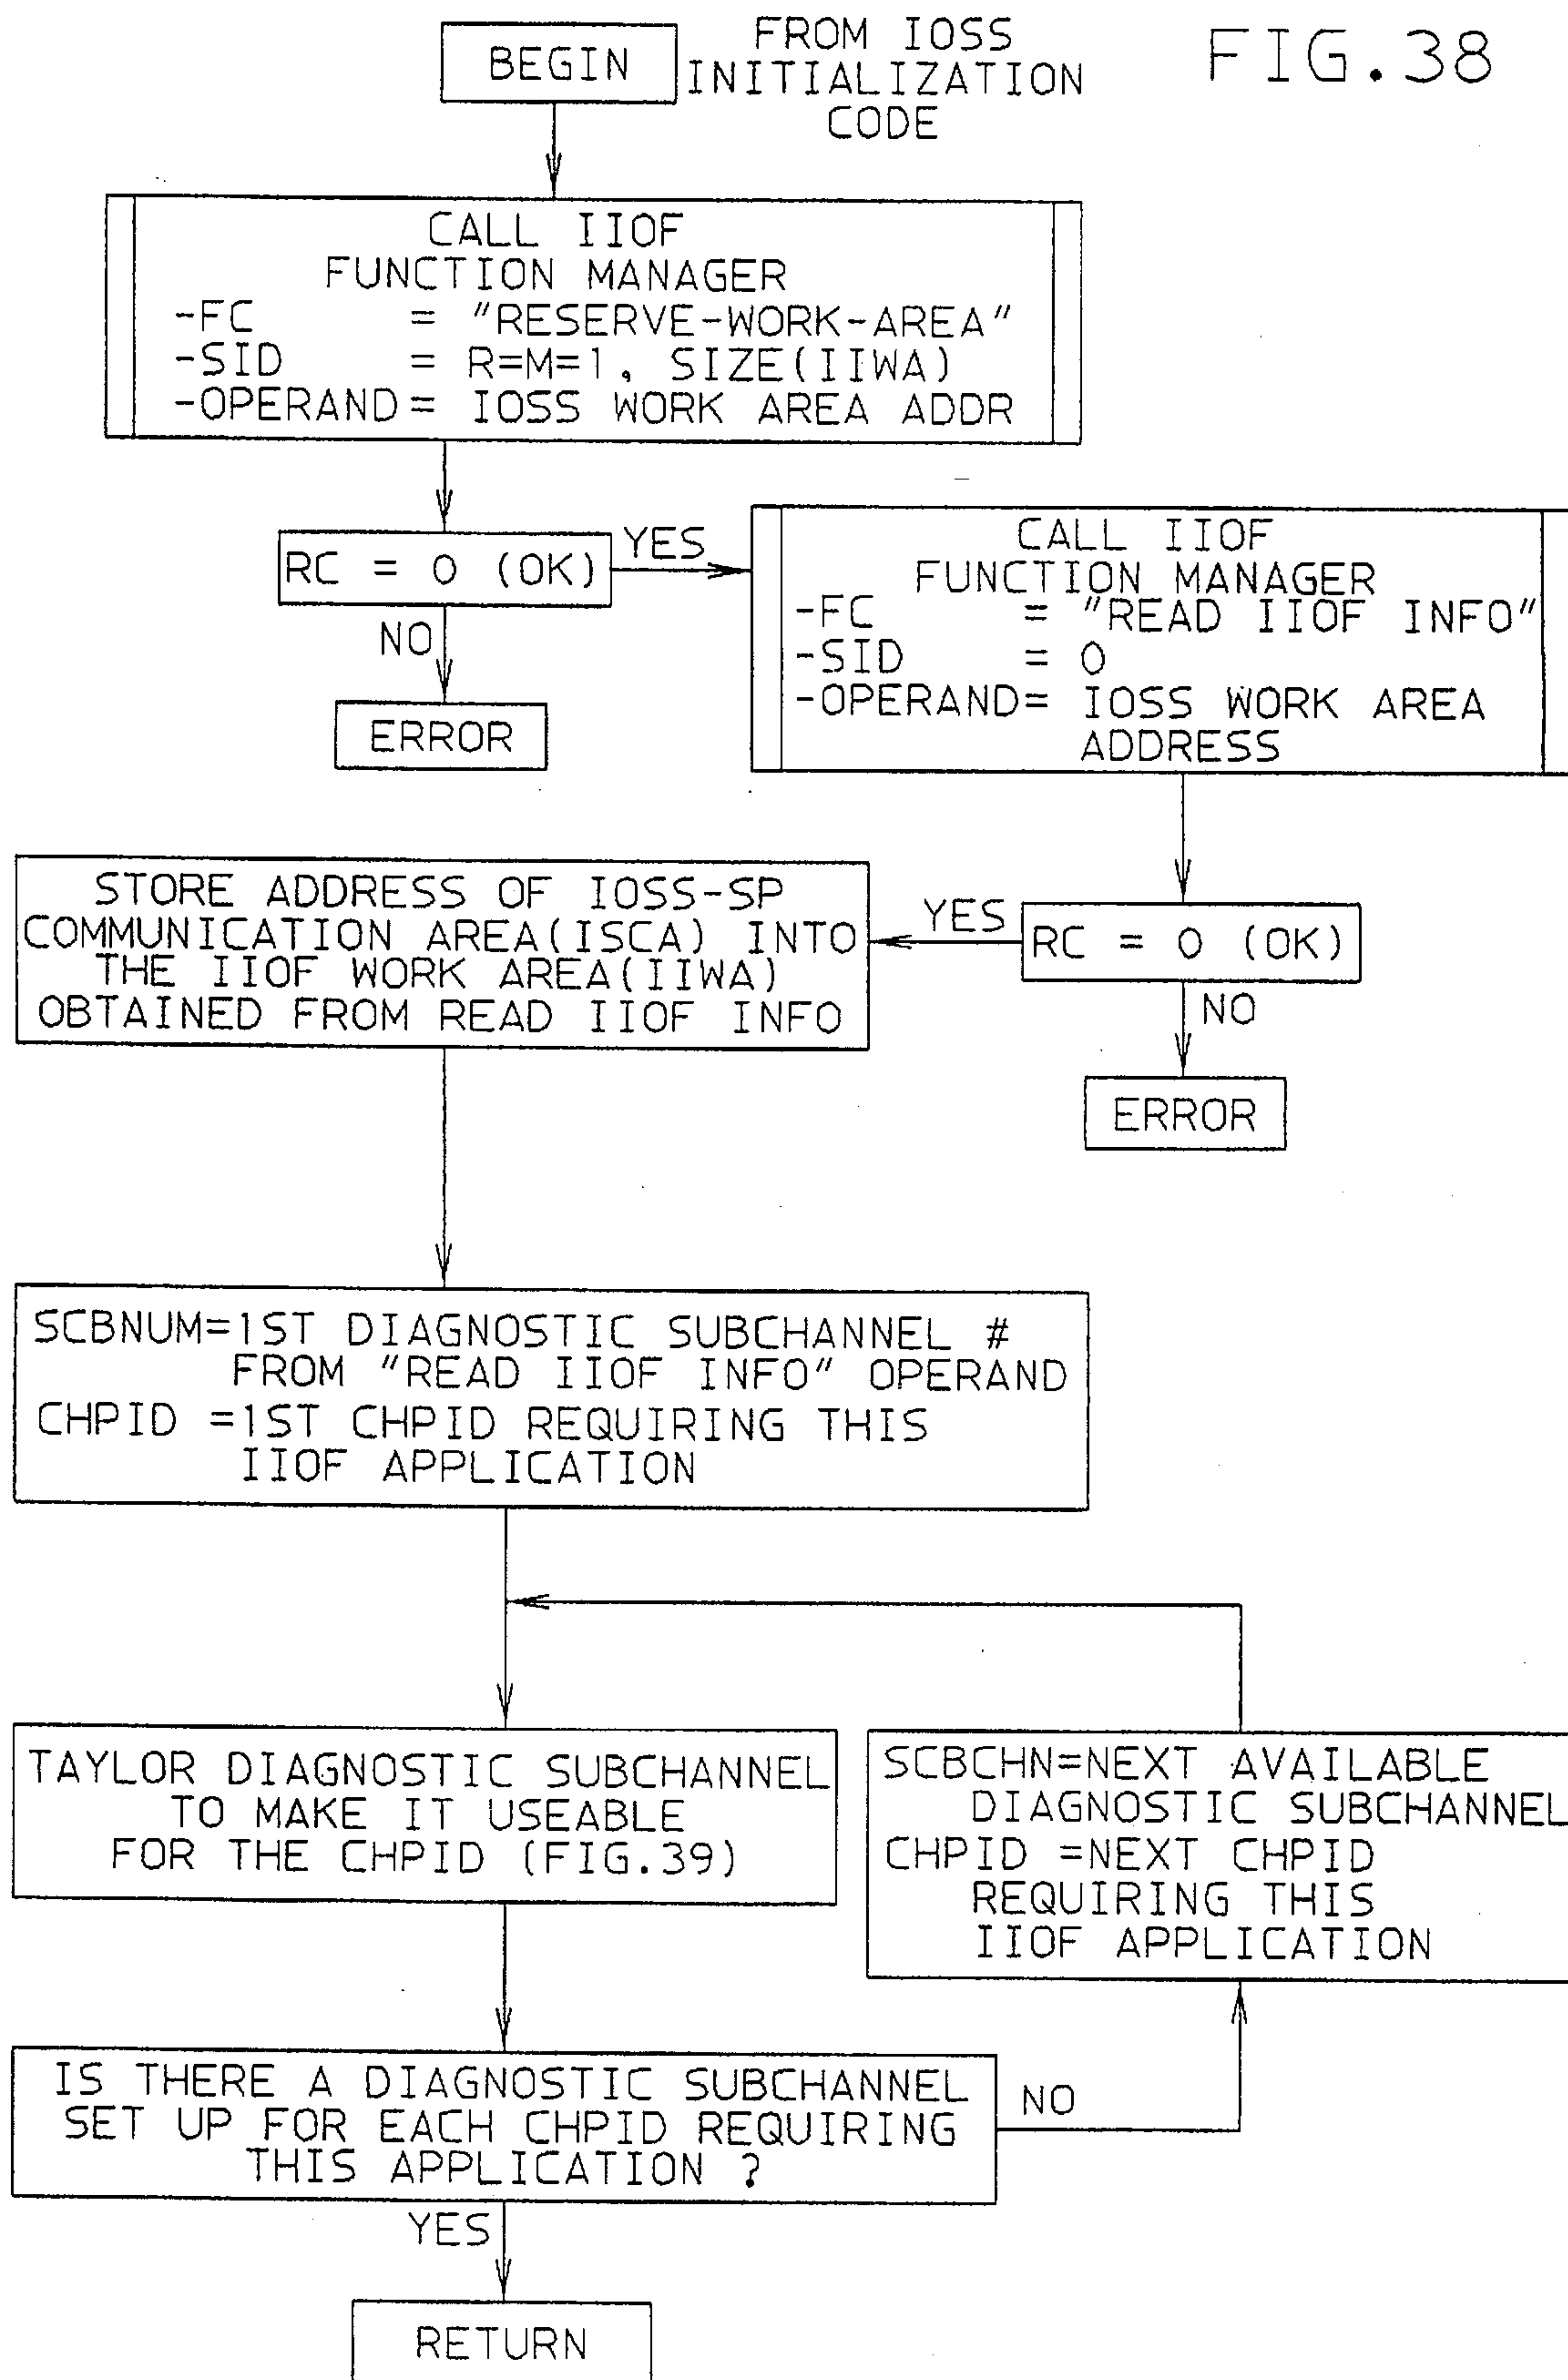 FIG.38
BEGIN
FROM IOSS
INITIALIZATION
CODE
CALL IIOF
FUNCTION MANAGER
-FC = "RESERVE-WORK-AREA"
-SID = R=M=1, SIZE(IIWA)
-OPERAND= IOSS WORK AREA ADDR
RC = 0 (OK)
YES
NO
ERROR
CALL IIOF
FUNCTION MANAGER
-FC = "READ IIOF INFO"
-SID = 0
-OPERAND= IOSS WORK AREA
ADDRESS
RC = 0 (OK)
YES
NO
ERROR
STORE ADDRESS OF IOSS-SP
COMMUNICATION AREA(ISCA) INTO
THE IIOF WORK AREA(IIWA)
OBTAINED FROM READ IIOF INFO
SCBNUM=1ST DIAGNOSTIC SUBCHANNEL #
FROM "READ IIOF INFO" OPERAND
CHPID =1ST CHPID REQUIRING THIS
IIOF APPLICATION
TAYLOR DIAGNOSTIC SUBCHANNEL
TO MAKE IT USEABLE
FOR THE CHPID (FIG.39)
SCBCHN=NEXT AVAILABLE
DIAGNOSTIC SUBCHANNEL
CHPID =NEXT CHPID
REQUIRING THIS
IIOF APPLICATION
IS THERE A DIAGNOSTIC SUBCHANNEL
SET UP FOR EACH CHPID REQUIRING
THIS APPLICATION ?
NO
YES
RETURN